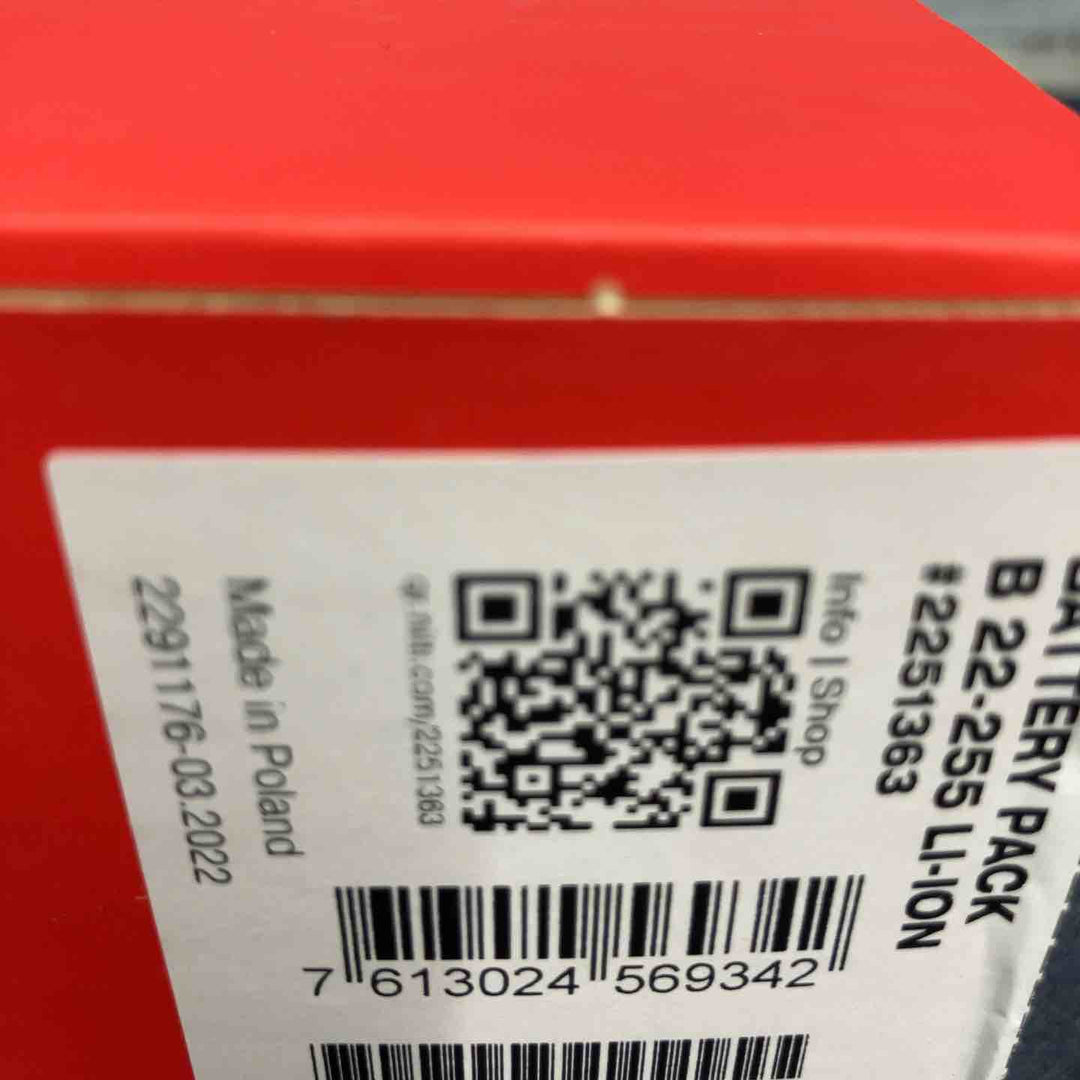 BATTERY PACK
B 22-255 LI-ION
#2251363
Info | Shop
qr.hilti.com/2251363
Made in Poland
2291176-03.2022
7 613024 569342